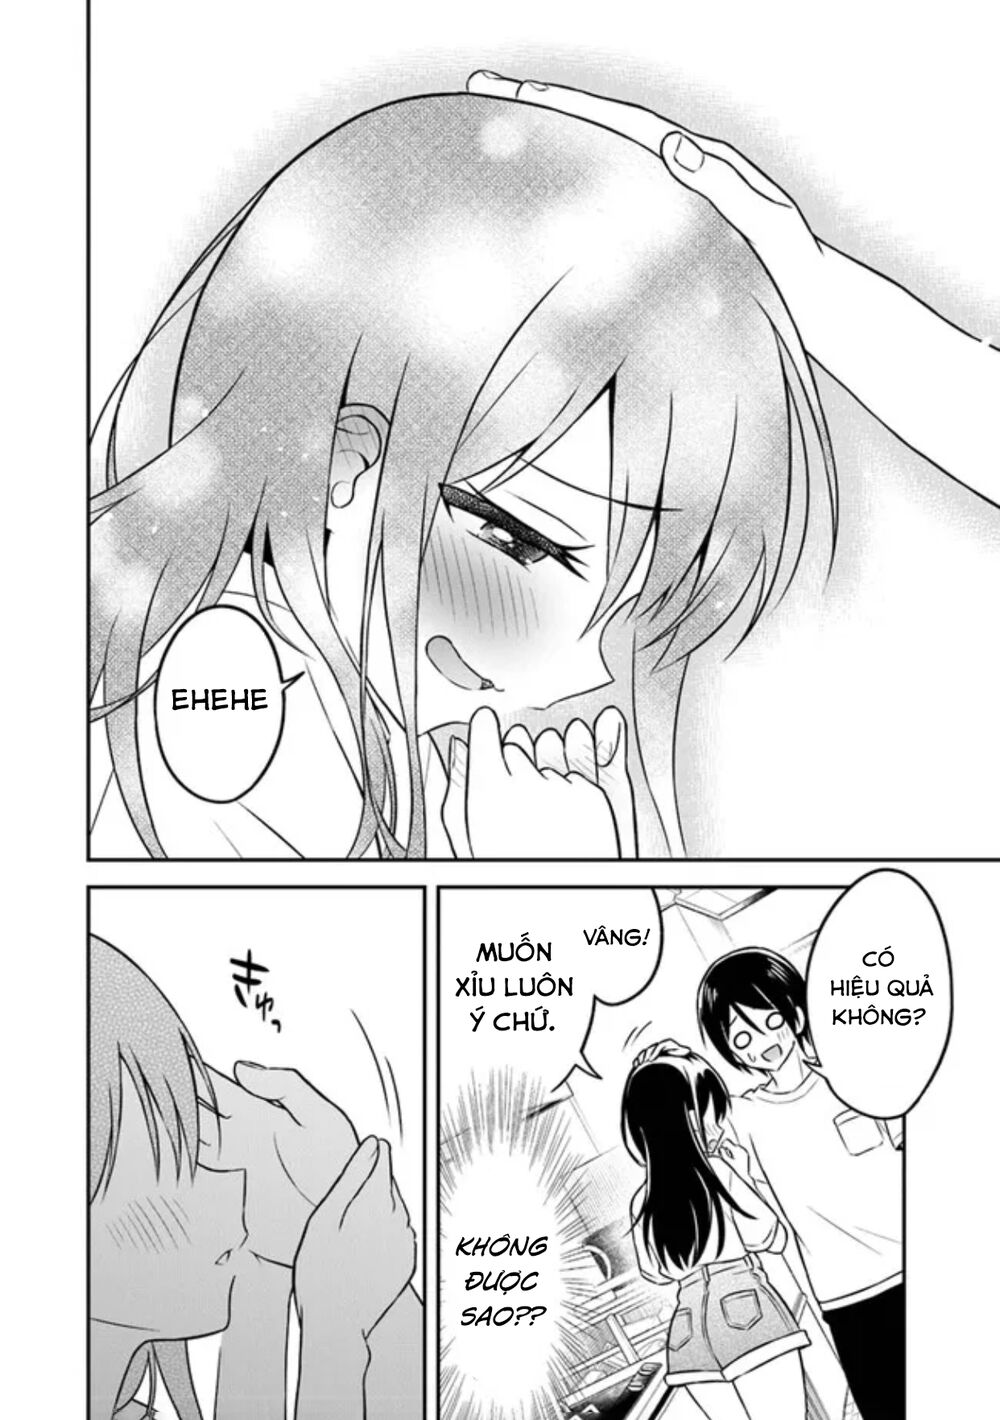 EHEHE
CÓ
HIỆU QUẢ
KHÔNG?
VÂNG!
MUỐN
XỈU LUÔN
Ý CHỨ.
KHÔNG
ĐƯỢC
SAO??
きゅっ